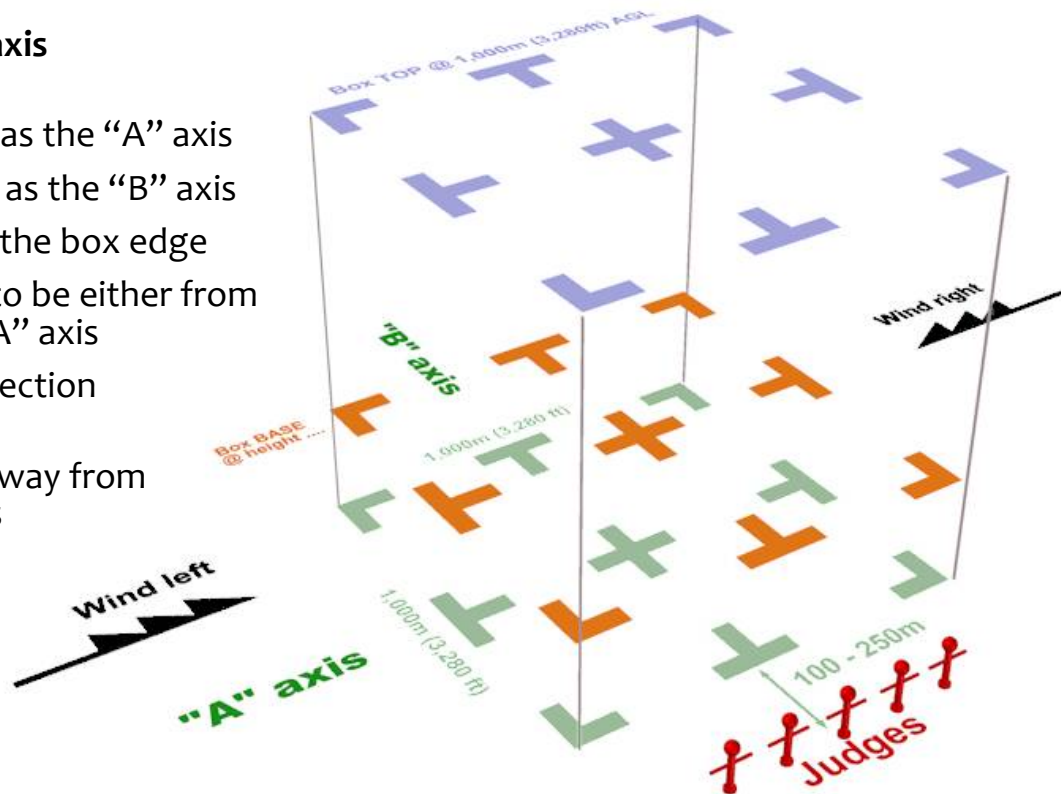 axis
as the “A” axis
as the “B” axis
the box edge
to be either from
A” axis
ection
way from
s
Box TOP @ 1,000m (3,280ft) AGL
Wind right
"B" axis
Box BASE
@ height ....
1,000m (3,280 ft)
Wind left
1,000m (3,280 ft)
"A" axis
100 - 250m
Judges